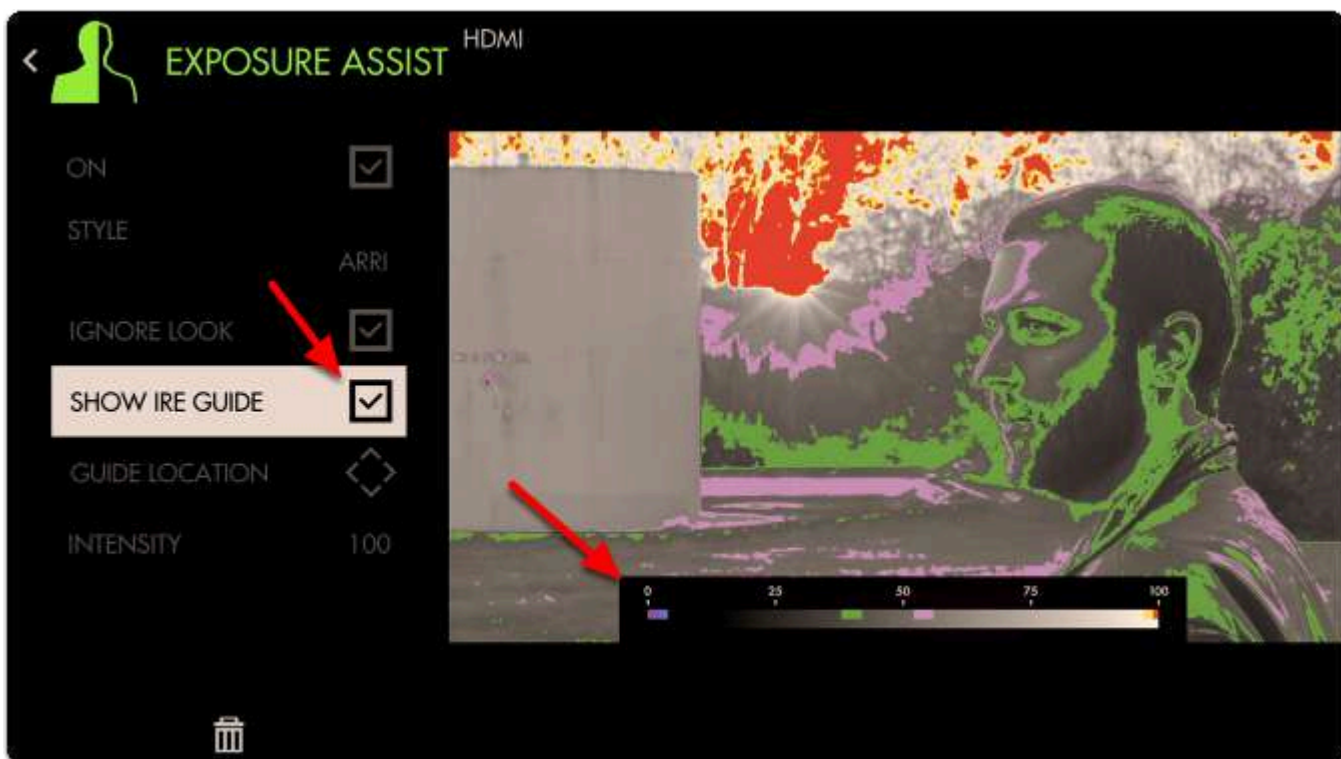 EXPOSURE ASSIST
HDMI
ON
STYLE
ARRI
IGNORE LOOK
SHOW IRE GUIDE
GUIDE LOCATION
INTENSITY 100
0 25 50 75 100